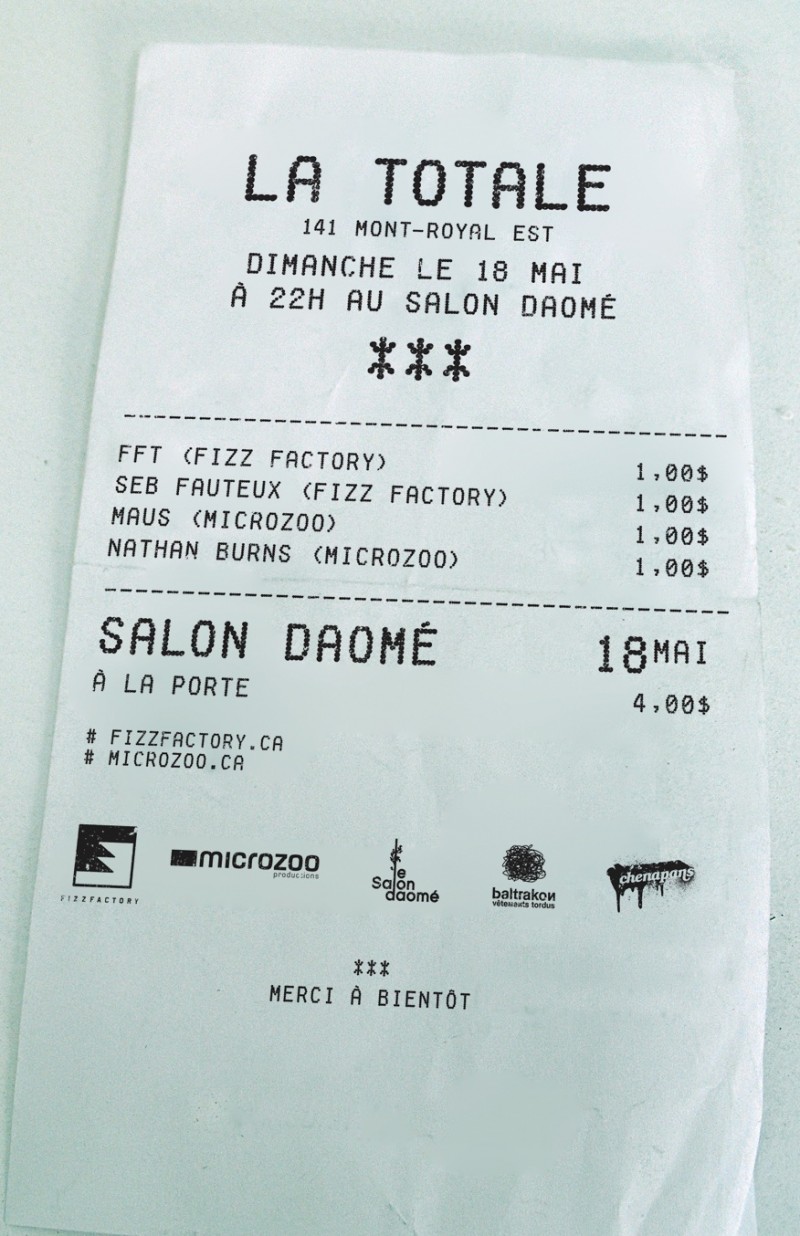 LA TOTALE
141 MONT-ROYAL EST
DIMANCHE LE 18 MAI
À 22H AU SALON DAOMÉ
***
FFT (FIZZ FACTORY) 1,00$
SEB FAUTEUX (FIZZ FACTORY) 1,00$
MAUS (MICROZOO) 1,00$
NATHAN BURNS (MICROZOO) 1,00$
SALON DAOMÉ 18 MAI
À LA PORTE 4,00$
# FIZZFACTORY.CA
# MICROZOO.CA
FIZZFACTORY
microzoo
productions
le
Salon
daomé
baltrakon
vêtements tordus
chenapans
***
MERCI À BIENTÔT